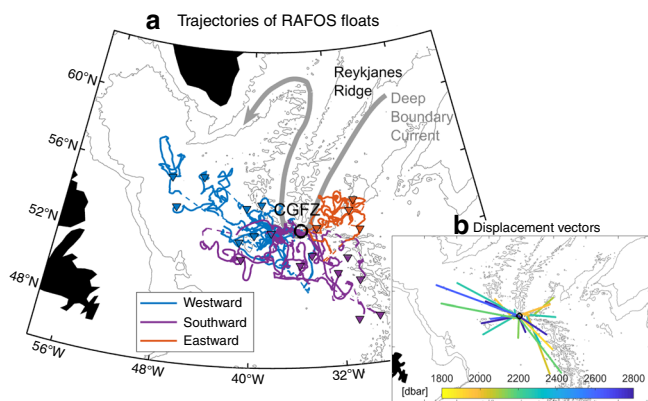 a Trajectories of RAFOS floats
60°N
56°N
52°N
48°N
Reykjanes
Ridge
Deep
Boundary
Current
CGFZ
Westward
Southward
Eastward
56°W
48°W
40°W
32°W
b Displacement vectors
1800 2000 2200 2400 2600 2800
[dbar]